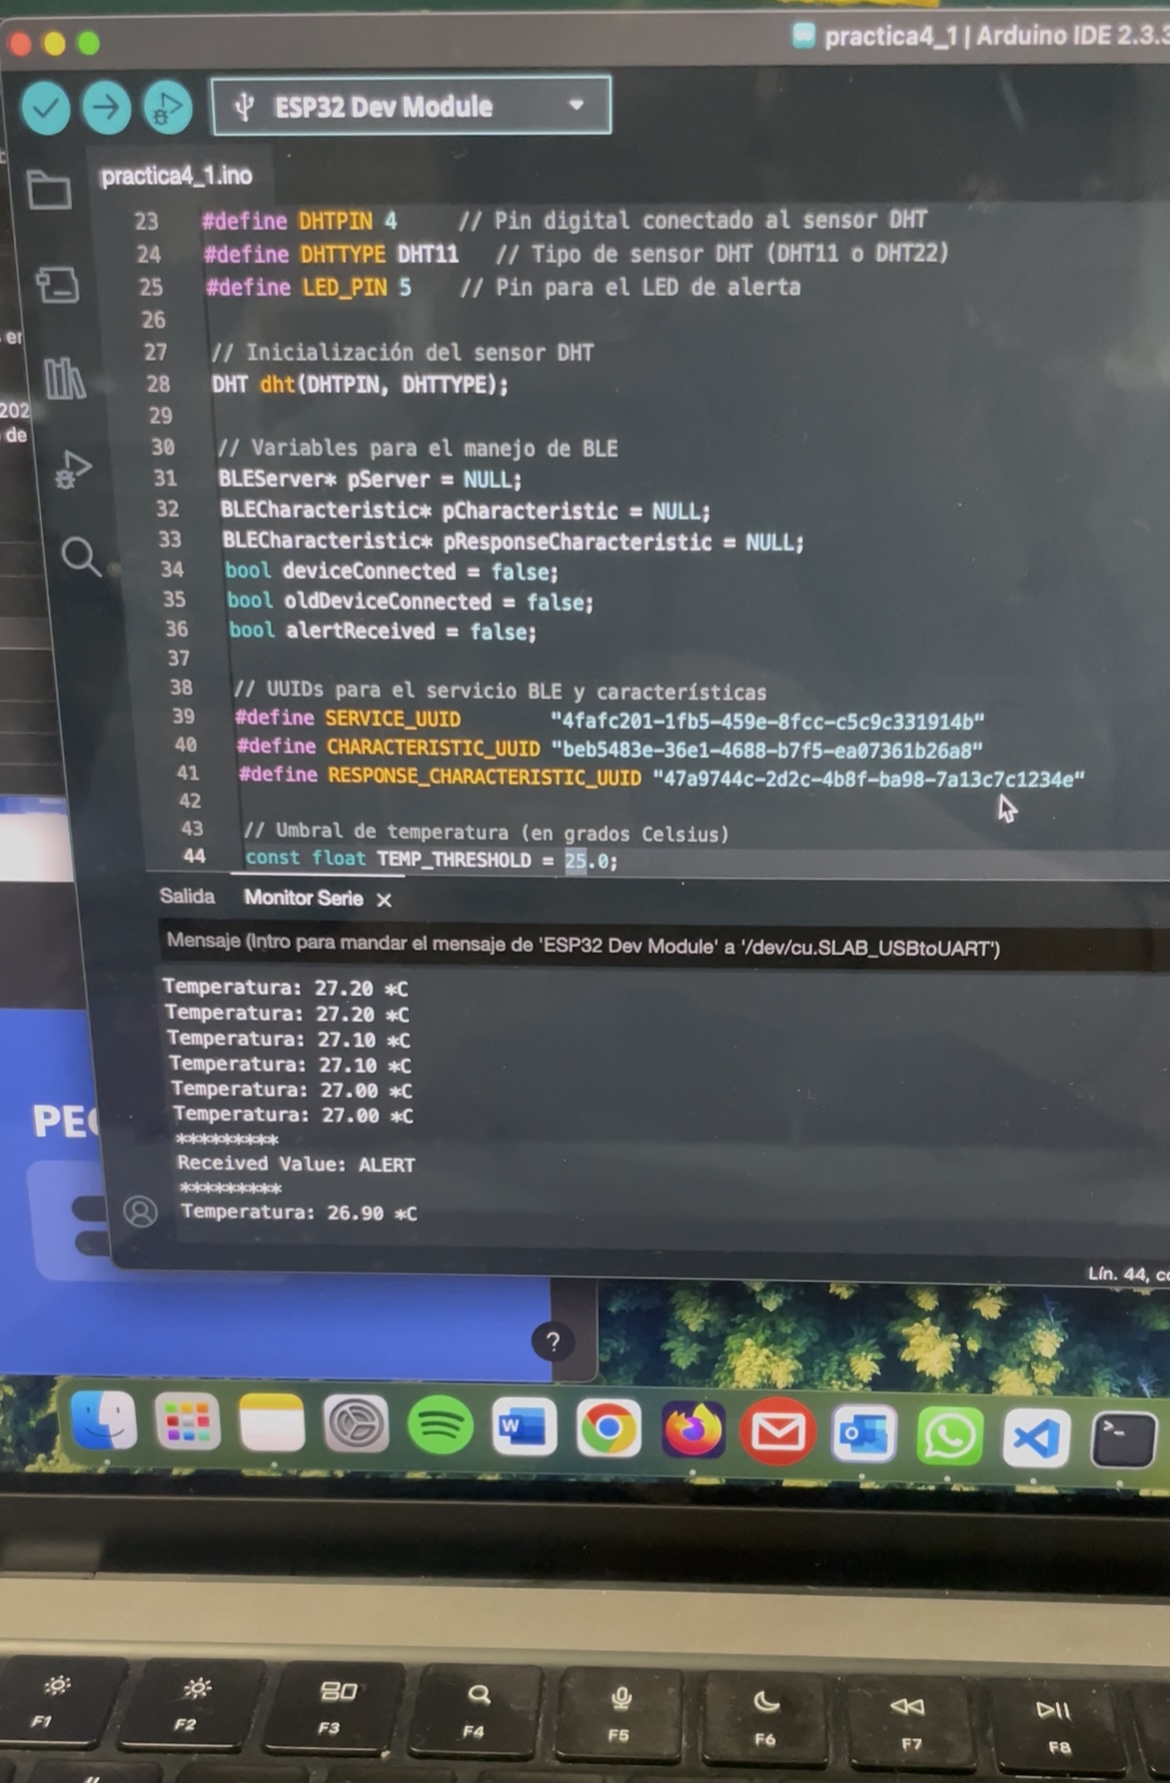 practica4_1 | Arduino IDE 2.3.3
ESP32 Dev Module
practica4_1.ino
23 #define DHTPIN 4 // Pin digital conectado al sensor DHT
24 #define DHTTYPE DHT11 // Tipo de sensor DHT (DHT11 o DHT22)
25 #define LED_PIN 5 // Pin para el LED de alerta
26
27 // Inicialización del sensor DHT
28 DHT dht(DHTPIN, DHTTYPE);
29
30 // Variables para el manejo de BLE
31 BLEServer* pServer = NULL;
32 BLECharacteristic* pCharacteristic = NULL;
33 BLECharacteristic* pResponseCharacteristic = NULL;
34 bool deviceConnected = false;
35 bool oldDeviceConnected = false;
36 bool alertReceived = false;
37
38 // UUIDs para el servicio BLE y características
39 #define SERVICE_UUID "4fafc201-1fb5-459e-8fcc-c5c9c331914b"
40 #define CHARACTERISTIC_UUID "beb5483e-36e1-4688-b7f5-ea07361b26a8"
41 #define RESPONSE_CHARACTERISTIC_UUID "47a9744c-2d2c-4b8f-ba98-7a13c7c1234e"
42
43 // Umbral de temperatura (en grados Celsius)
44 const float TEMP_THRESHOLD = 25.0;
er
202
de
Salida Monitor Serie
Mensaje (Intro para mandar el mensaje de 'ESP32 Dev Module' a '/dev/cu.SLAB_USBtoUART')
Temperatura: 27.20 *C
Temperatura: 27.20 *C
Temperatura: 27.10 *C
Temperatura: 27.10 *C
Temperatura: 27.00 *C
Temperatura: 27.00 *C
*********
Received Value: ALERT
*********
Temperatura: 26.90 *C
Lín. 44, co
PE
?
W
F1 F2 F3 F4 F5 F6 F7 F8